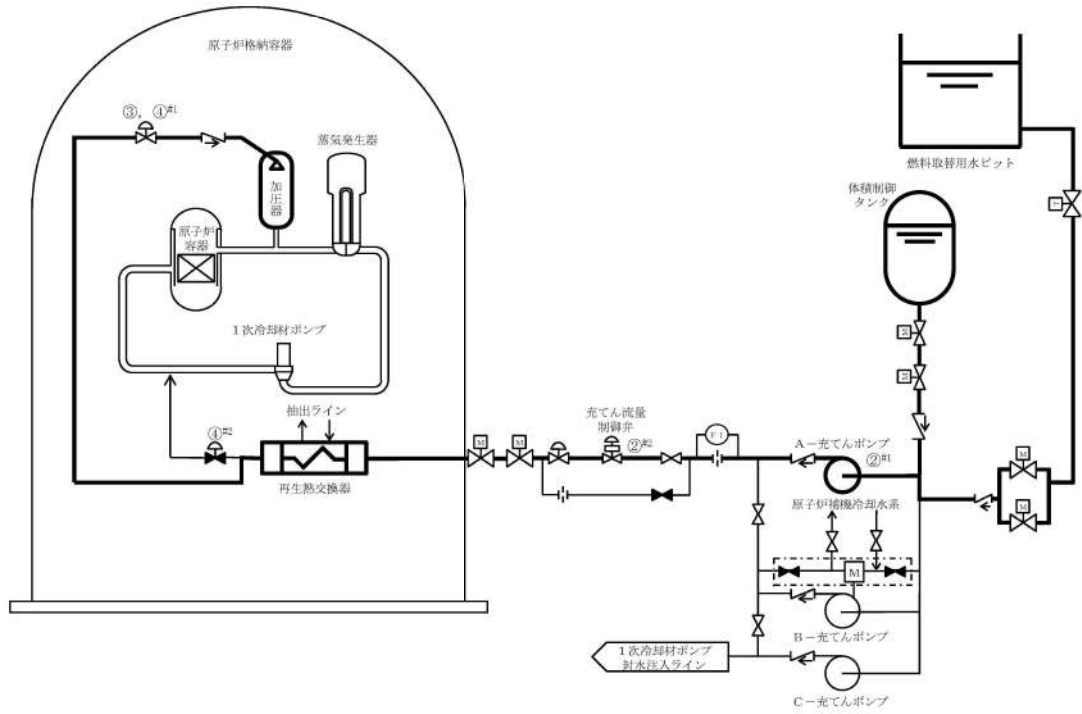 原子炉格納容器
③,④#1
蒸気発生器
加圧器
原子炉
容器
1次冷却材ポンプ
抽出ライン
④#2
再生熱交換器
M
M
充てん流量
制御弁
②#2
FI
A-充てんポンプ
②#1
原子炉補機冷却水系
M
B-充てんポンプ
1次冷却材ポンプ
封水注入ライン
C-充てんポンプ
体積制御
タンク
M
M
燃料取替用水ピット
T
M
M